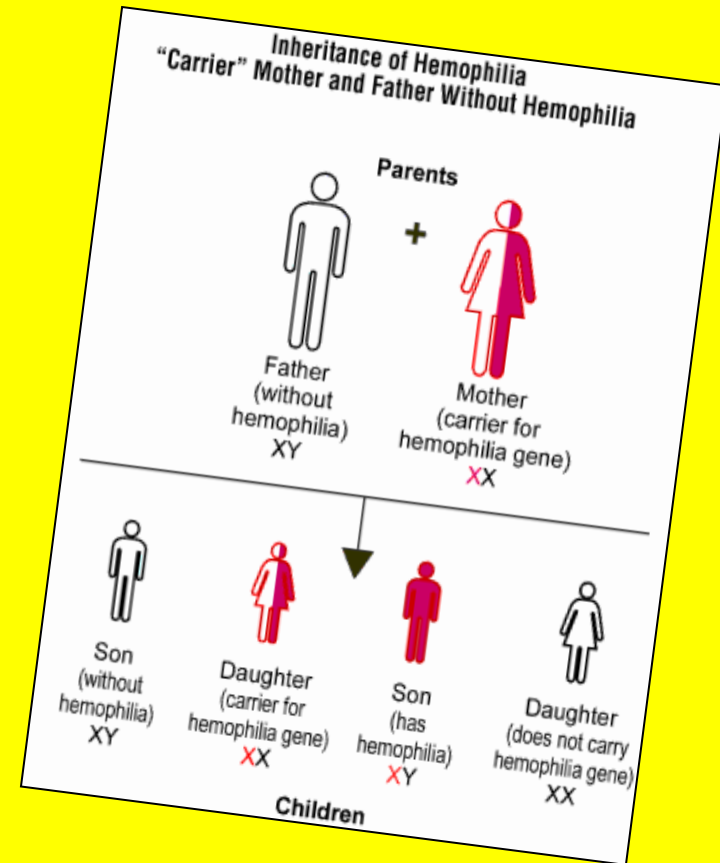 Inheritance of Hemophilia
“Carrier” Mother and Father Without Hemophilia
Parents
+
Father
(without
hemophilia)
XY
Mother
(carrier for
hemophilia gene)
XX
Son
(without
hemophilia)
XY
Daughter
(carrier for
hemophilia gene)
XX
Son
(has
hemophilia)
XY
Daughter
(does not carry
hemophilia gene)
XX
Children